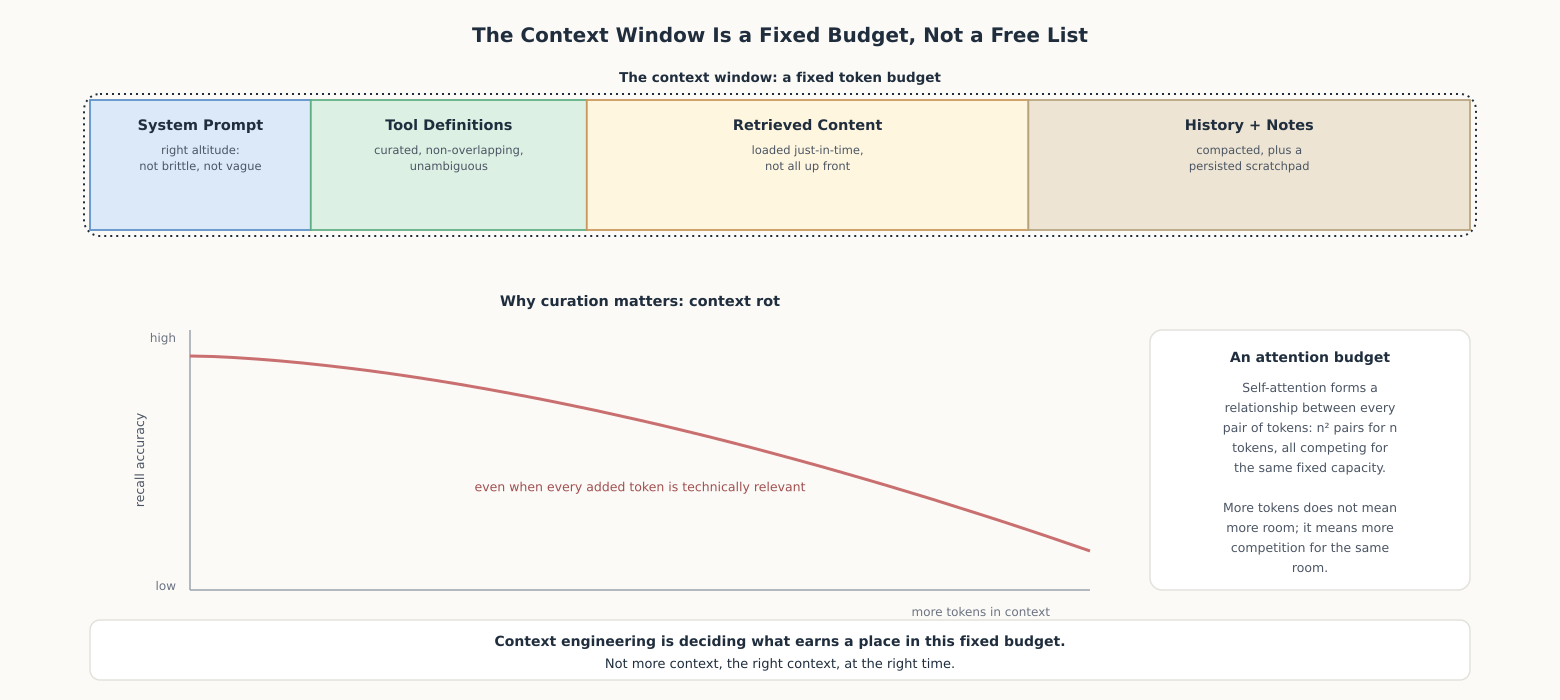 The Context Window Is a Fixed Budget, Not a Free List
The context window: a fixed token budget
System Prompt
right altitude:
not brittle, not vague
Tool Definitions
curated, non-overlapping,
unambiguous
Retrieved Content
loaded just-in-time,
not all up front
History + Notes
compacted, plus a
persisted scratchpad
Why curation matters: context rot
high
recall accuracy
low
even when every added token is technically relevant
more tokens in context
An attention budget
Self-attention forms a
relationship between every
pair of tokens: n² pairs for n
tokens, all competing for
the same fixed capacity.
More tokens does not mean
more room; it means more
competition for the same
room.
Context engineering is deciding what earns a place in this fixed budget.
Not more context, the right context, at the right time.